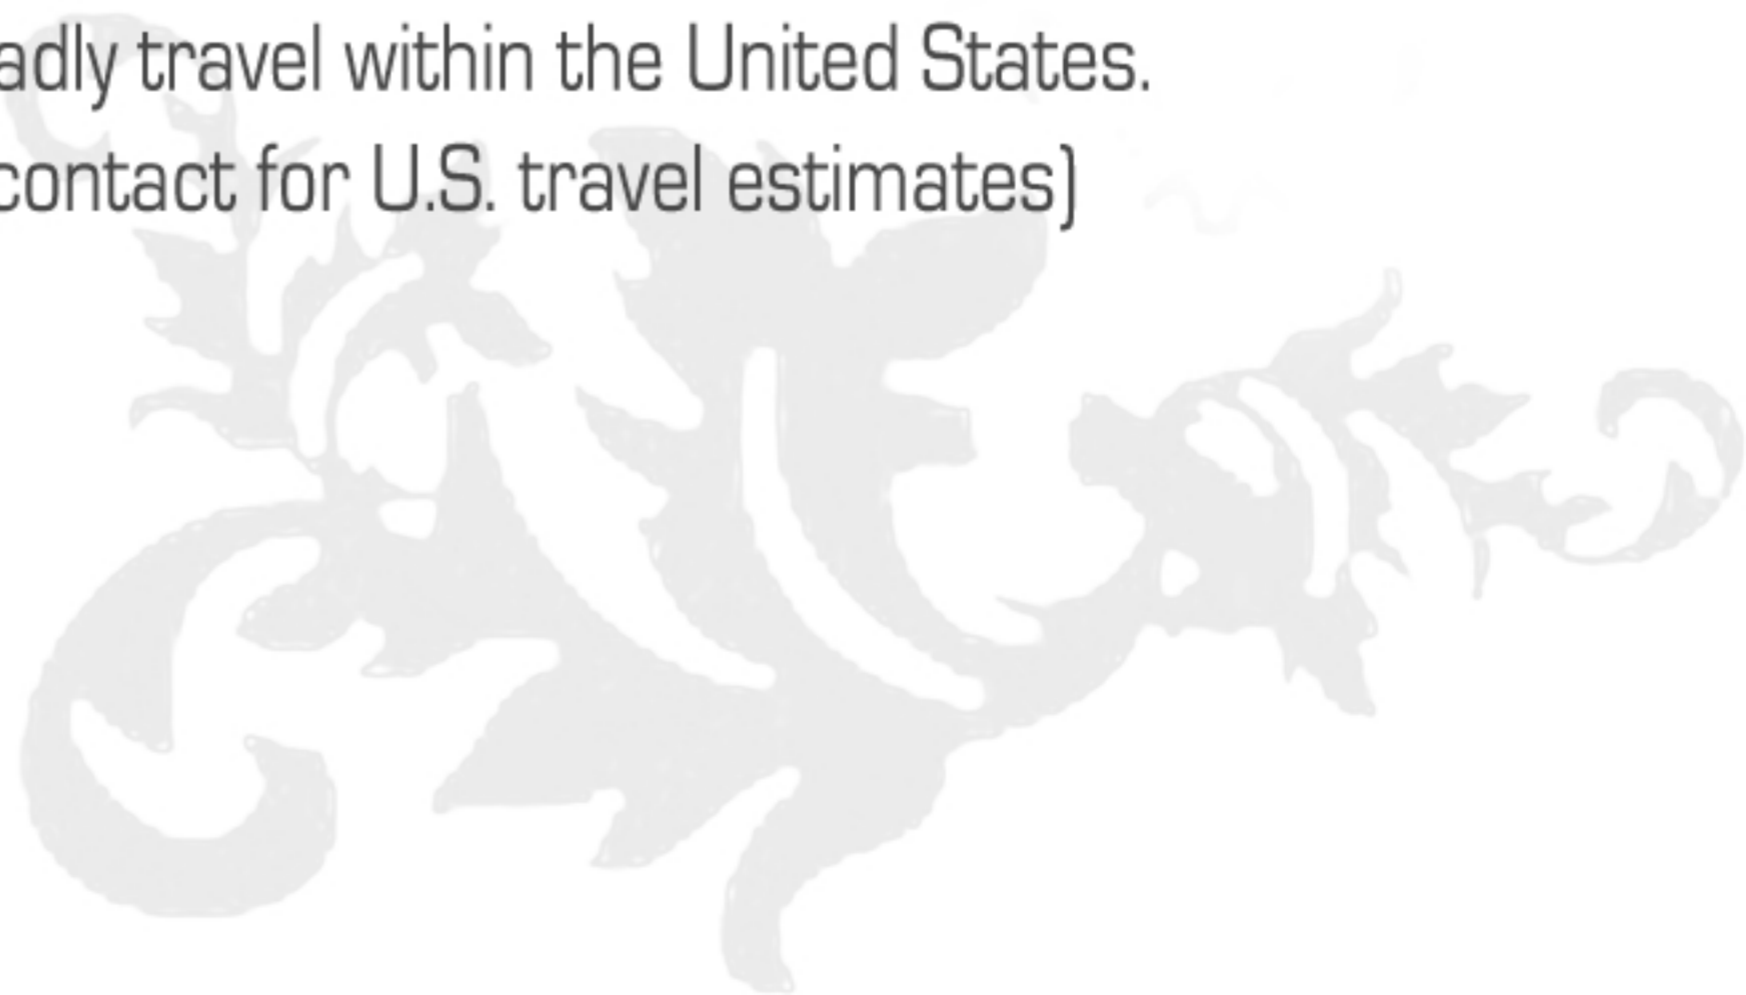 adly travel within the United States.
contact for U.S. travel estimates)